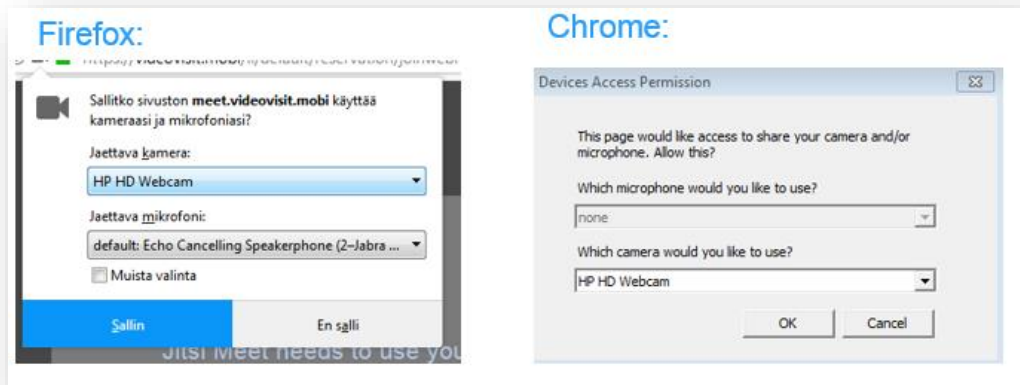 Firefox:
Sallitko sivuston meet.videovisit.mobi käyttää
kameraasi ja mikrofoniasi?
Jaettava kamera:
HP HD Webcam
Jaettava mikrofoni:
default: Echo Cancelling Speakerphone (2-Jabra ...
Muista valinta
Sallin
En salli
Jitsi Meet needs to use you
Chrome:
Devices Access Permission
This page would like access to share your camera and/or
microphone. Allow this?
Which microphone would you like to use?
none
Which camera would you like to use?
HP HD Webcam
OK
Cancel